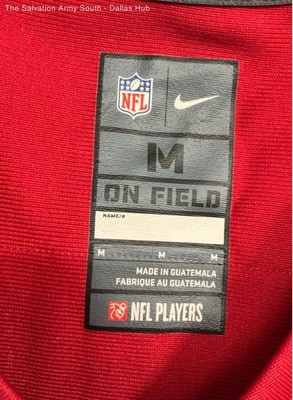 The Salvation Army South - Dallas Hub
NFL
M
ON FIELD
NAME/#
M M M
MADE IN GUATEMALA
FABRIQUE AU GUATEMALA
NFL PLAYERS